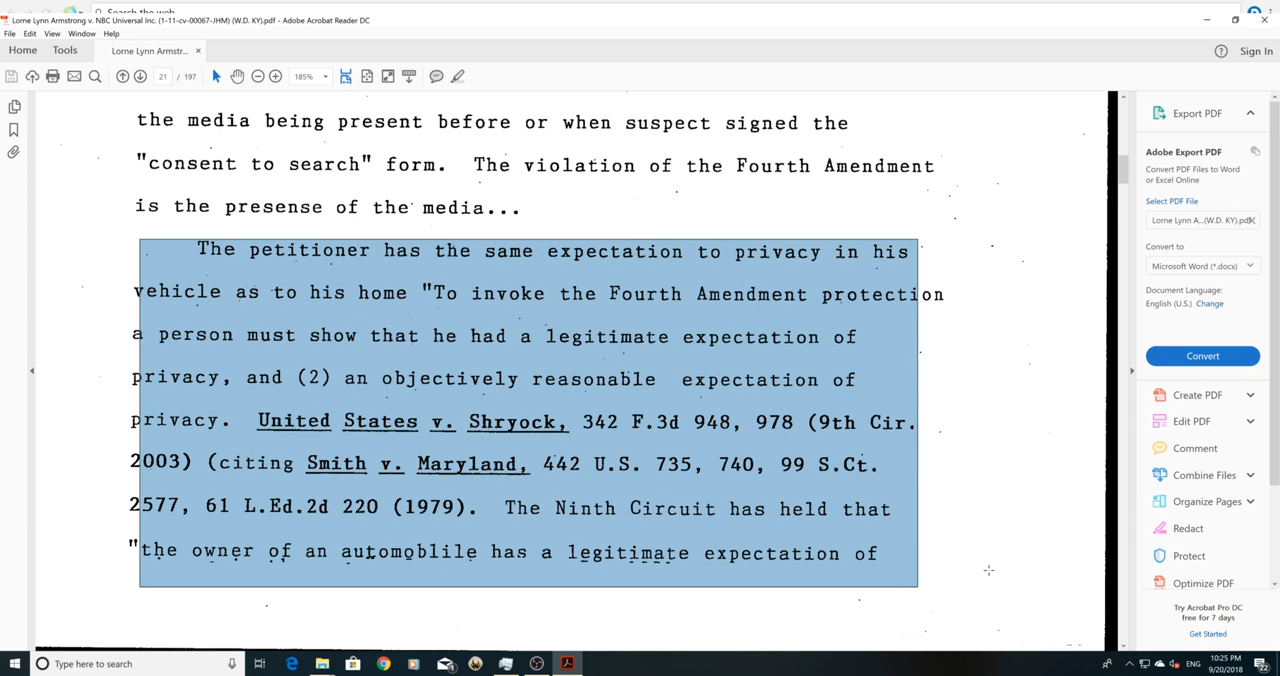 Search the web
Lorne Lynn Armstrong v. NBC Universal Inc. (1-11-cv-00067-JHM) (W.D. KY).pdf - Adobe Acrobat Reader DC
File Edit View Window Help
Home Tools Lorne Lynn Armstr... × Sign In
21 / 197 185%
the media being present before or when suspect signed the
"consent to search" form. The violation of the Fourth Amendment
is the presense of the media...
The petitioner has the same expectation to privacy in his
vehicle as to his home "To invoke the Fourth Amendment protection
a person must show that he had a legitimate expectation of
privacy, and (2) an objectively reasonable expectation of
privacy. United States v. Shryock, 342 F.3d 948, 978 (9th Cir.
2003) (citing Smith v. Maryland, 442 U.S. 735, 740, 99 S.Ct.
2577, 61 L.Ed.2d 220 (1979). The Ninth Circuit has held that
"the owner of an automoblile has a legitimate expectation of
Export PDF
Adobe Export PDF
Convert PDF Files to Word
or Excel Online
Select PDF File
Lorne Lynn A...(W.D. KY).pdf
Convert to
Microsoft Word (*.docx)
Document Language:
English (U.S.) Change
Convert
Create PDF
Edit PDF
Comment
Combine Files
Organize Pages
Redact
Protect
Optimize PDF
Try Acrobat Pro DC
free for 7 days
Get Started
Type here to search
ENG
10:25 PM
9/20/2018
22